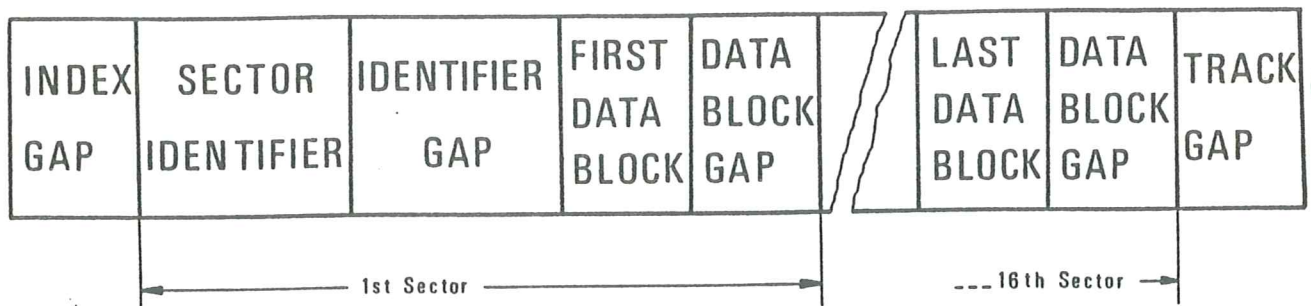 INDEX
GAP
SECTOR
IDENTIFIER
IDENTIFIER
GAP
FIRST
DATA
BLOCK
DATA
BLOCK
GAP
LAST
DATA
BLOCK
DATA
BLOCK
GAP
TRACK
GAP
1st Sector
___16th Sector